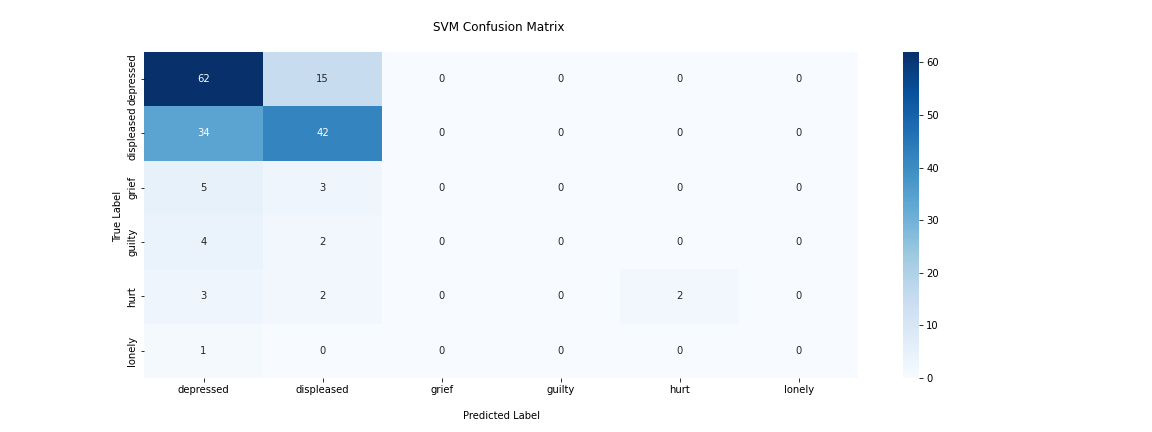 SVM Confusion Matrix
True Label
depressed 62 15 0 0 0 0
displeased 34 42 0 0 0 0
grief 5 3 0 0 0 0
guilty 4 2 0 0 0 0
hurt 3 2 0 0 2 0
lonely 1 0 0 0 0 0
depressed displeased grief guilty hurt lonely
Predicted Label
60
50
40
30
20
10
0